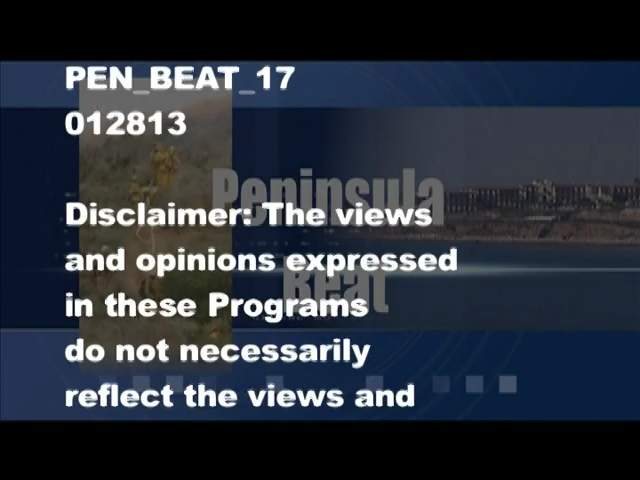 PEN_BEAT_17
012813
Peninsula
Disclaimer: The views
and opinions expressed
Beat
in these Programs
do not necessarily
reflect the views and